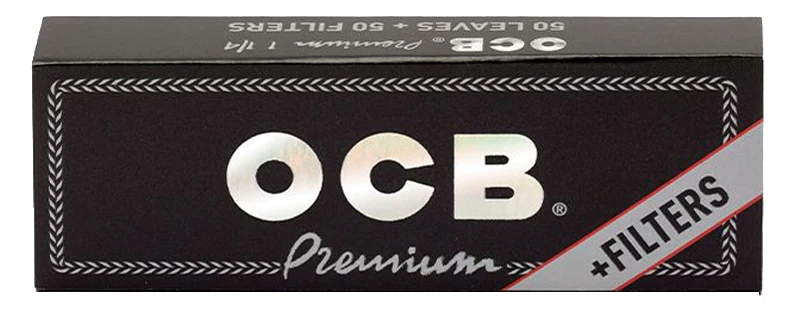 50 LEAVES + 50 FILTERS
OCB® Premium 1 1/4
OCB®
Premium
+FILTERS